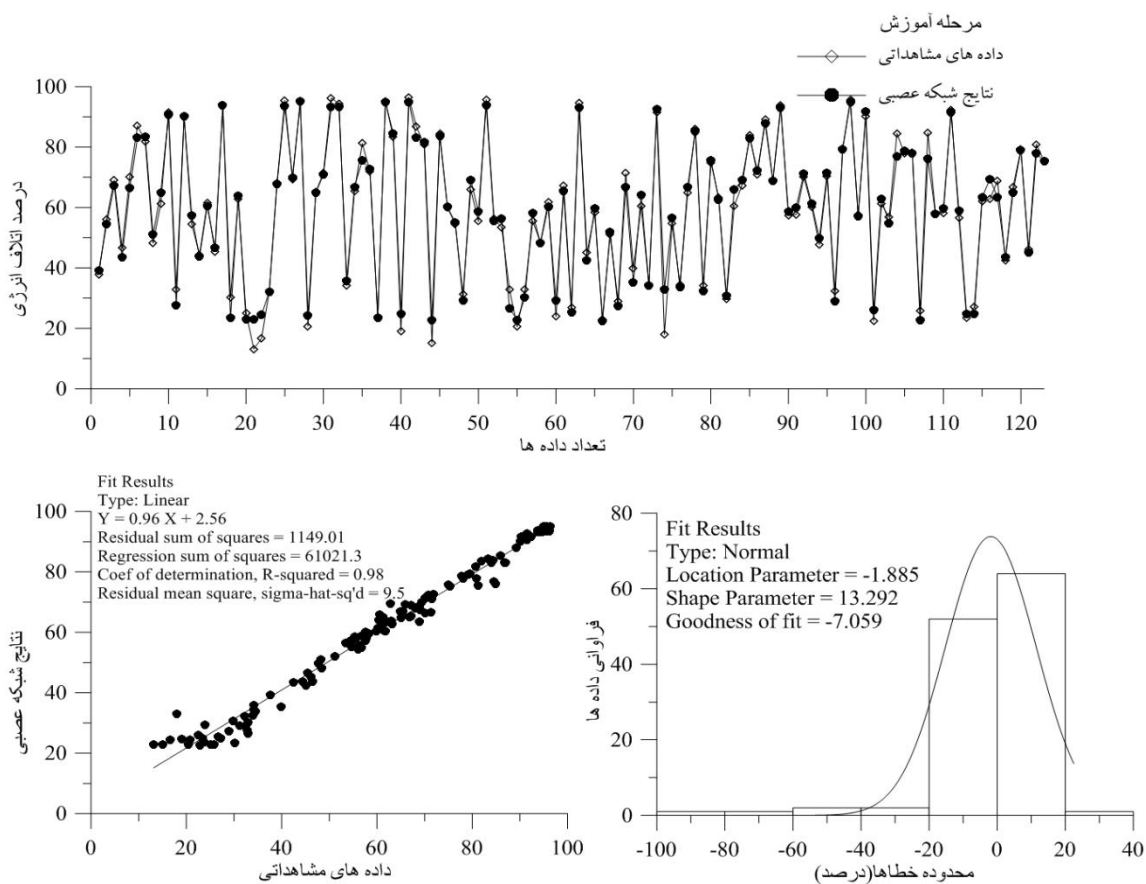 مرحله آموزش
داده های مشاهداتی
نتایج شبکه عصبی
درصد اتلاف انرژی
100
80
60
40
20
0
0 10 20 30 40 50 60 70 80 90 100 110 120
تعداد داده ها
Fit Results
Type: Linear
Y = 0.96 X + 2.56
Residual sum of squares = 1149.01
Regression sum of squares = 61021.3
Coef of determination, R-squared = 0.98
Residual mean square, sigma-hat-sq'd = 9.5
نتایج شبکه عصبی
100
80
60
40
20
0
0 20 40 60 80 100
داده های مشاهداتی
Fit Results
Type: Normal
Location Parameter = -1.885
Shape Parameter = 13.292
Goodness of fit = -7.059
فراوانی داده ها
80
60
40
20
0
-100 -80 -60 -40 -20 0 20 40
محدوده خطاها(درصد)